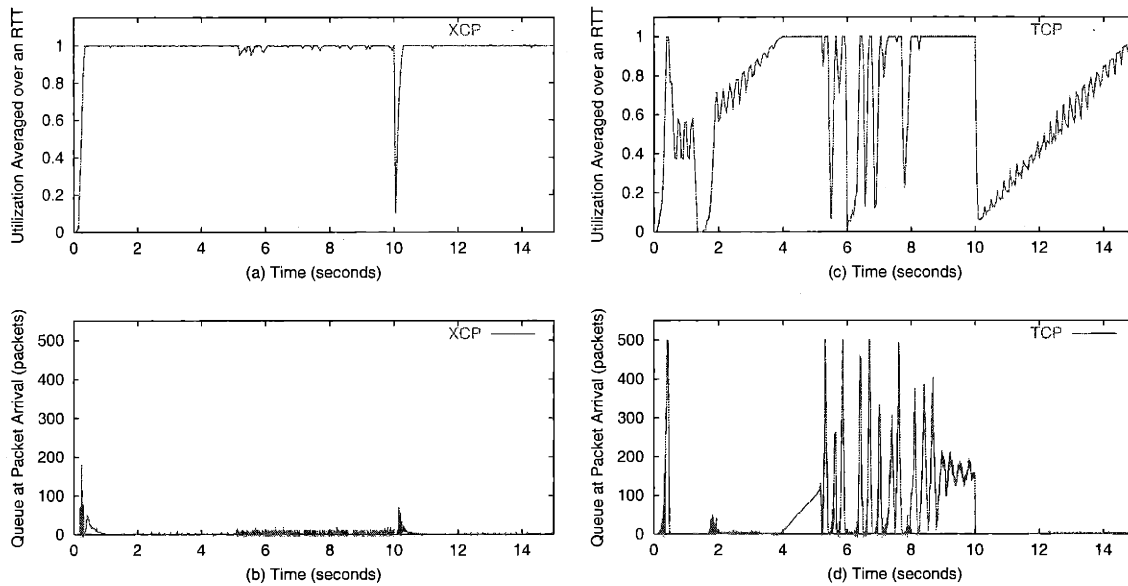 Utilization Averaged over an RTT
1
0.8
0.6
0.4
0.2
0
XCP
0 2 4 6 8 10 12 14
(a) Time (seconds)
Utilization Averaged over an RTT
1
0.8
0.6
0.4
0.2
0
TCP
0 2 4 6 8 10 12 14
(c) Time (seconds)
Queue at Packet Arrival (packets)
500
400
300
200
100
0
XCP
0 2 4 6 8 10 12 14
(b) Time (seconds)
Queue at Packet Arrival (packets)
500
400
300
200
100
0
TCP
0 2 4 6 8 10 12 14
(d) Time (seconds)